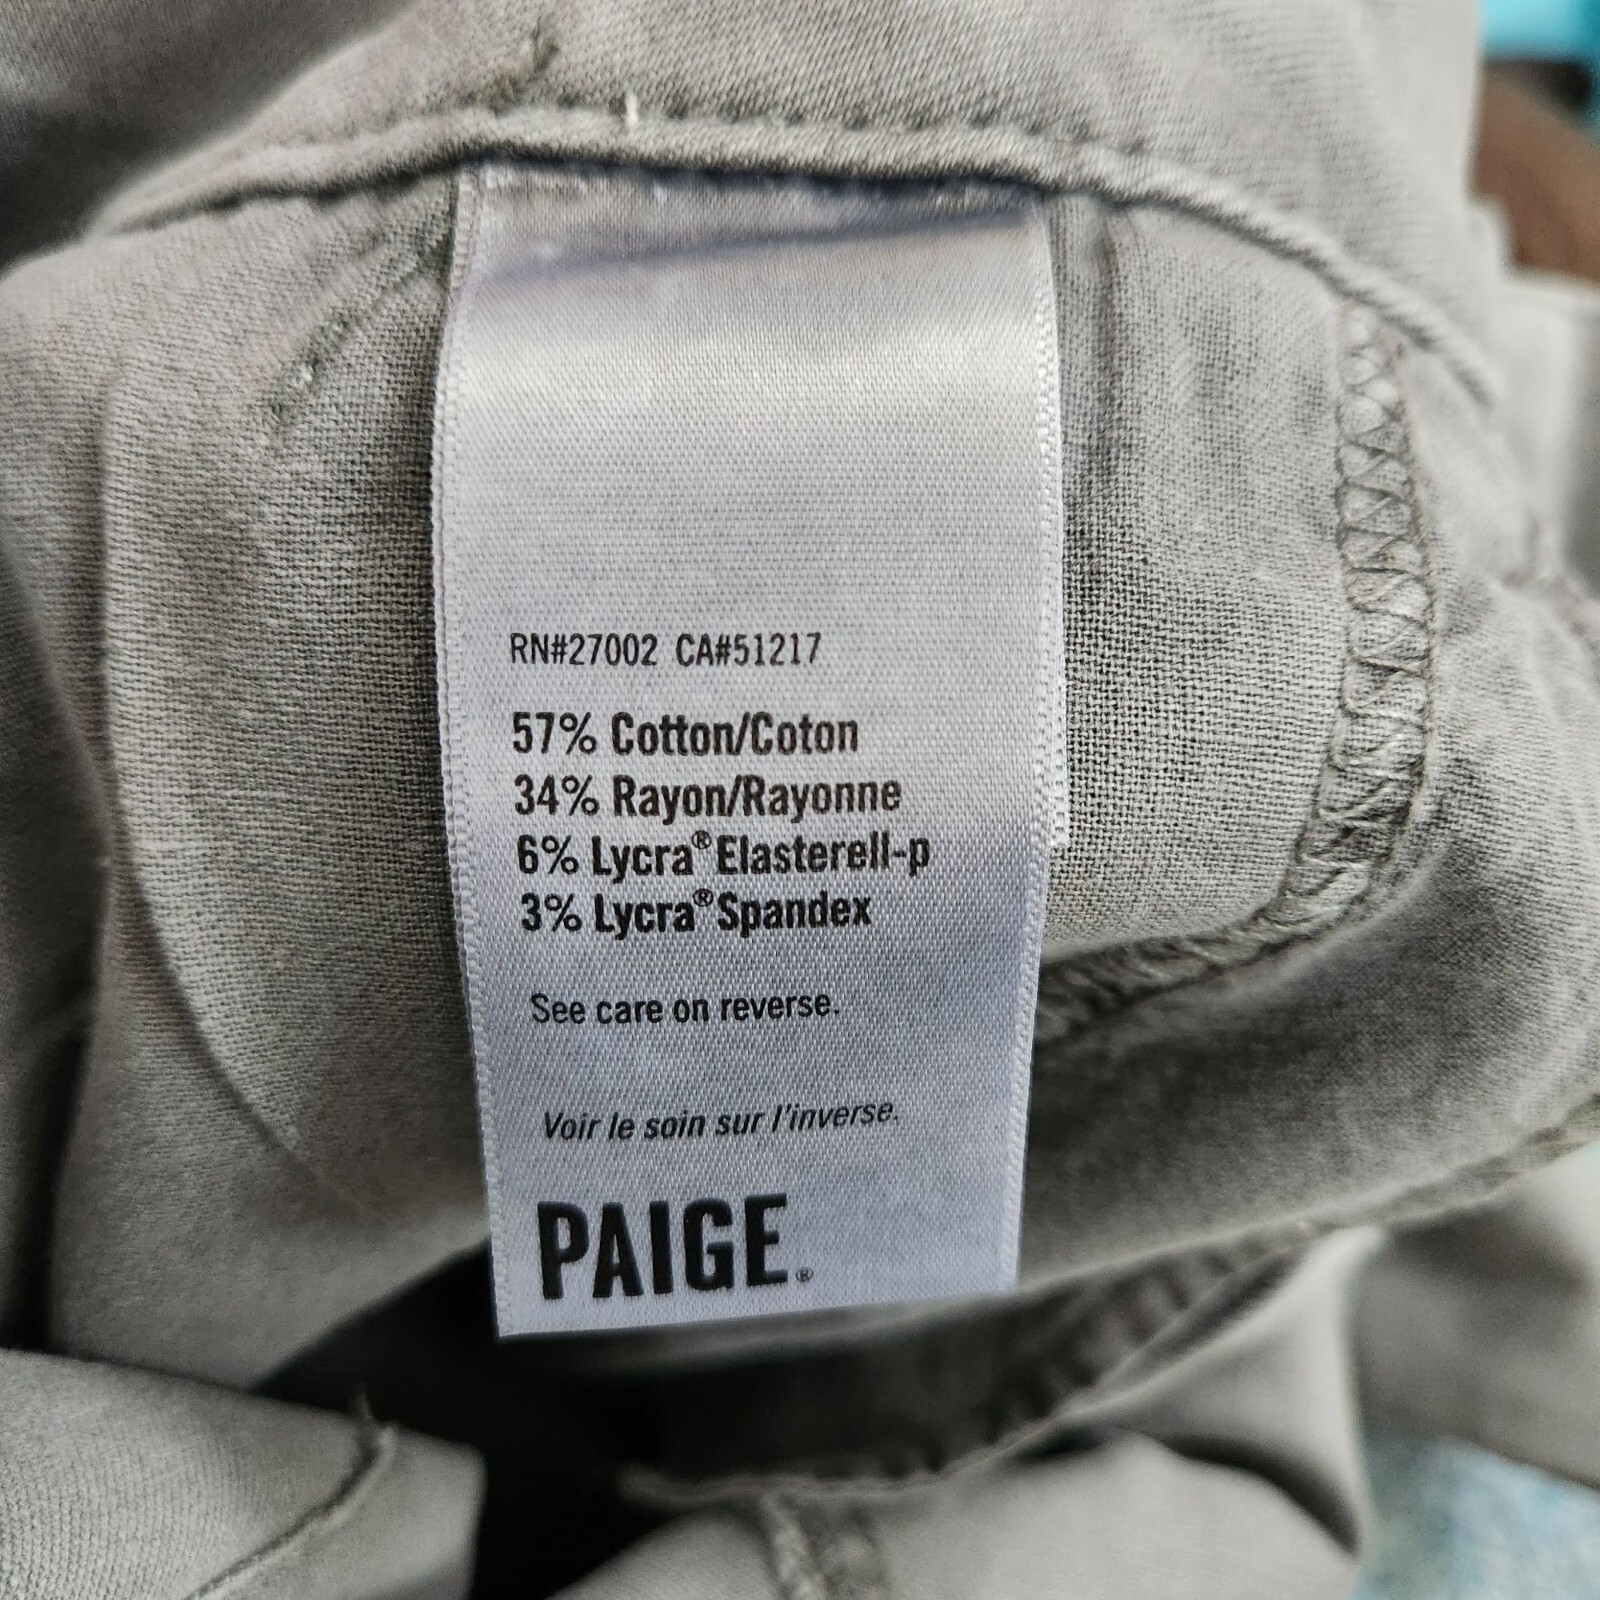 RN#27002 CA#51217
57% Cotton/Coton
34% Rayon/Rayonne
6% Lycra® Elasterell-p
3% Lycra® Spandex
See care on reverse.
Voir le soin sur l'inverse.
PAIGE®